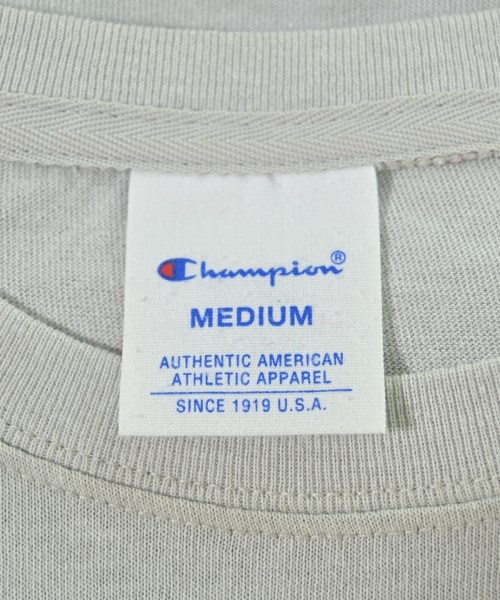 Champion®
MEDIUM
AUTHENTIC AMERICAN
ATHLETIC APPAREL
SINCE 1919 U.S.A.